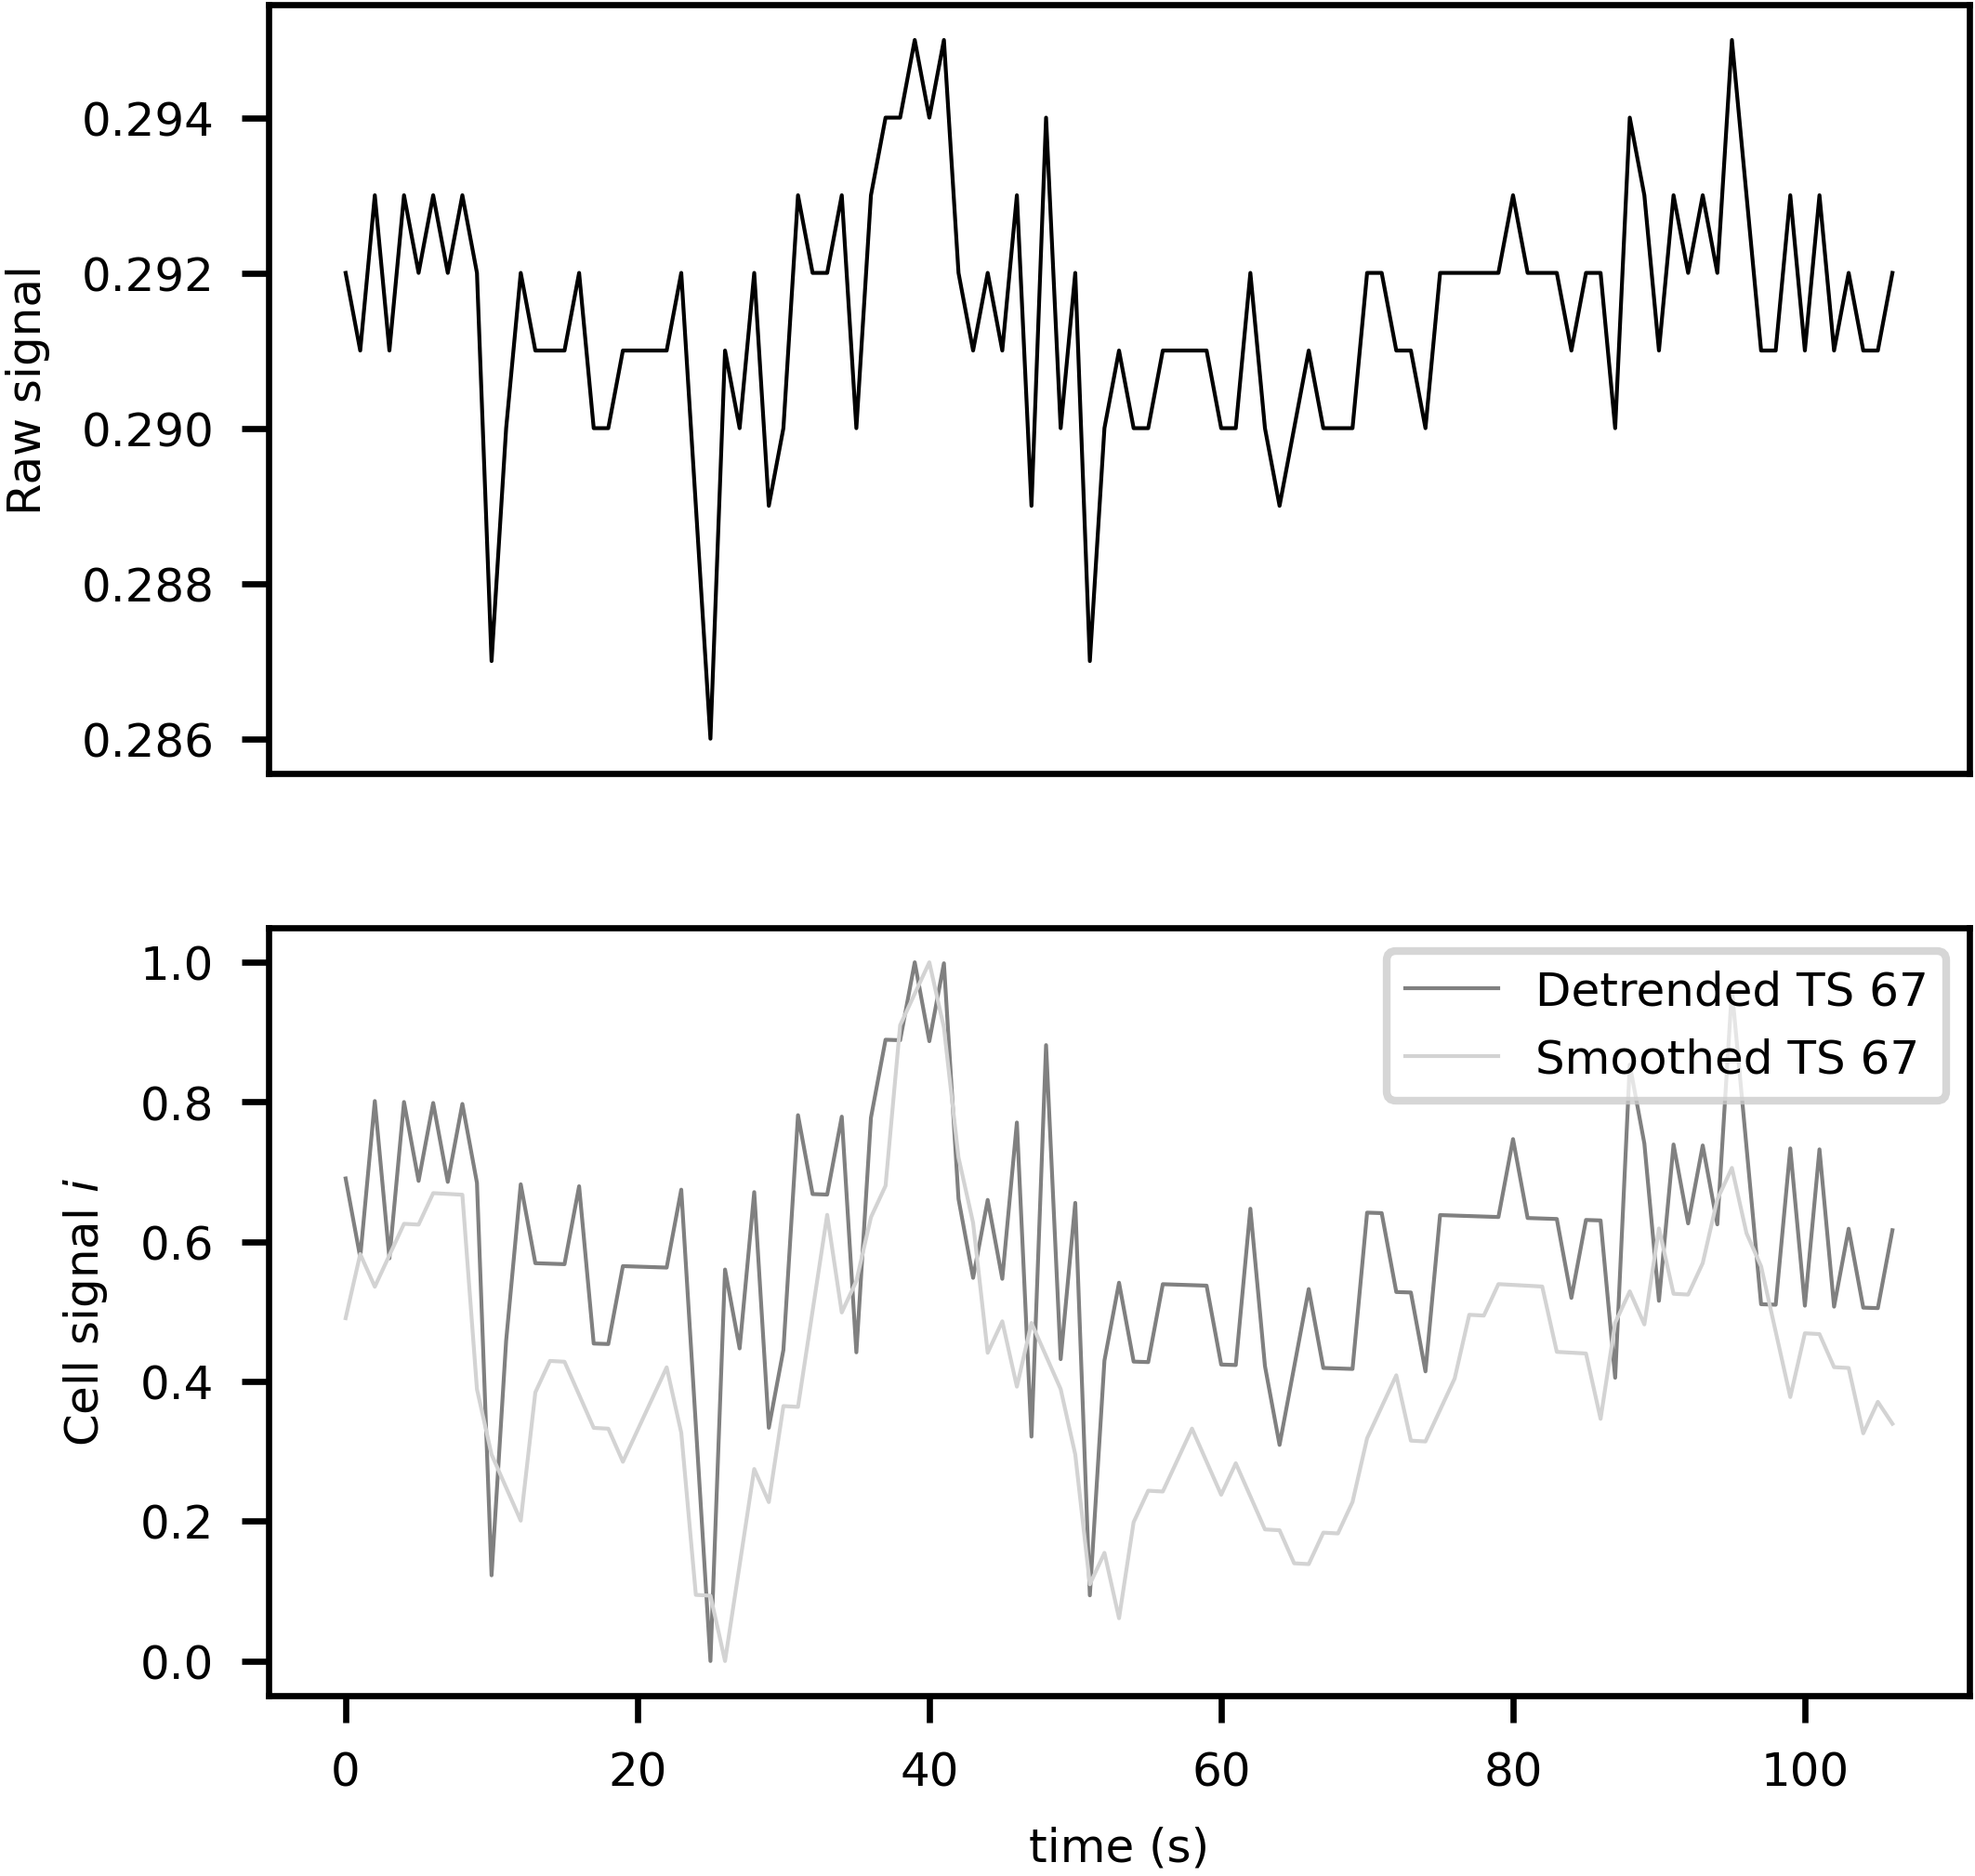 0.294
0.292
0.290
0.288
0.286
Raw signal
1.0
0.8
0.6
0.4
0.2
0.0
Cell signal i
Detrended TS 67
Smoothed TS 67
0 20 40 60 80 100
time (s)